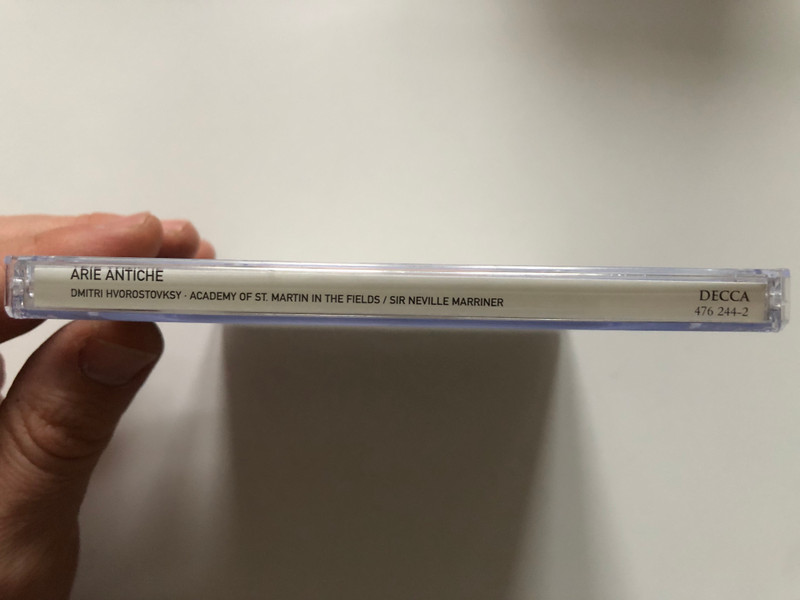 ARIE ANTICHE
DMITRI HVOROSTOVKSY · ACADEMY OF ST. MARTIN IN THE FIELDS / SIR NEVILLE MARRINER
DECCA
476 244-2